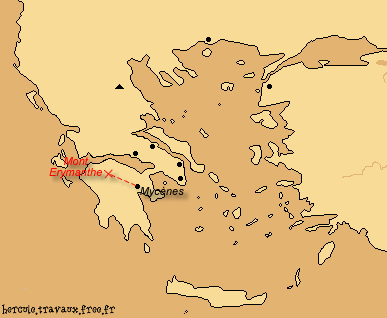 Mont
Erymanthe
Mycènes
hercule.travaux.free.fr